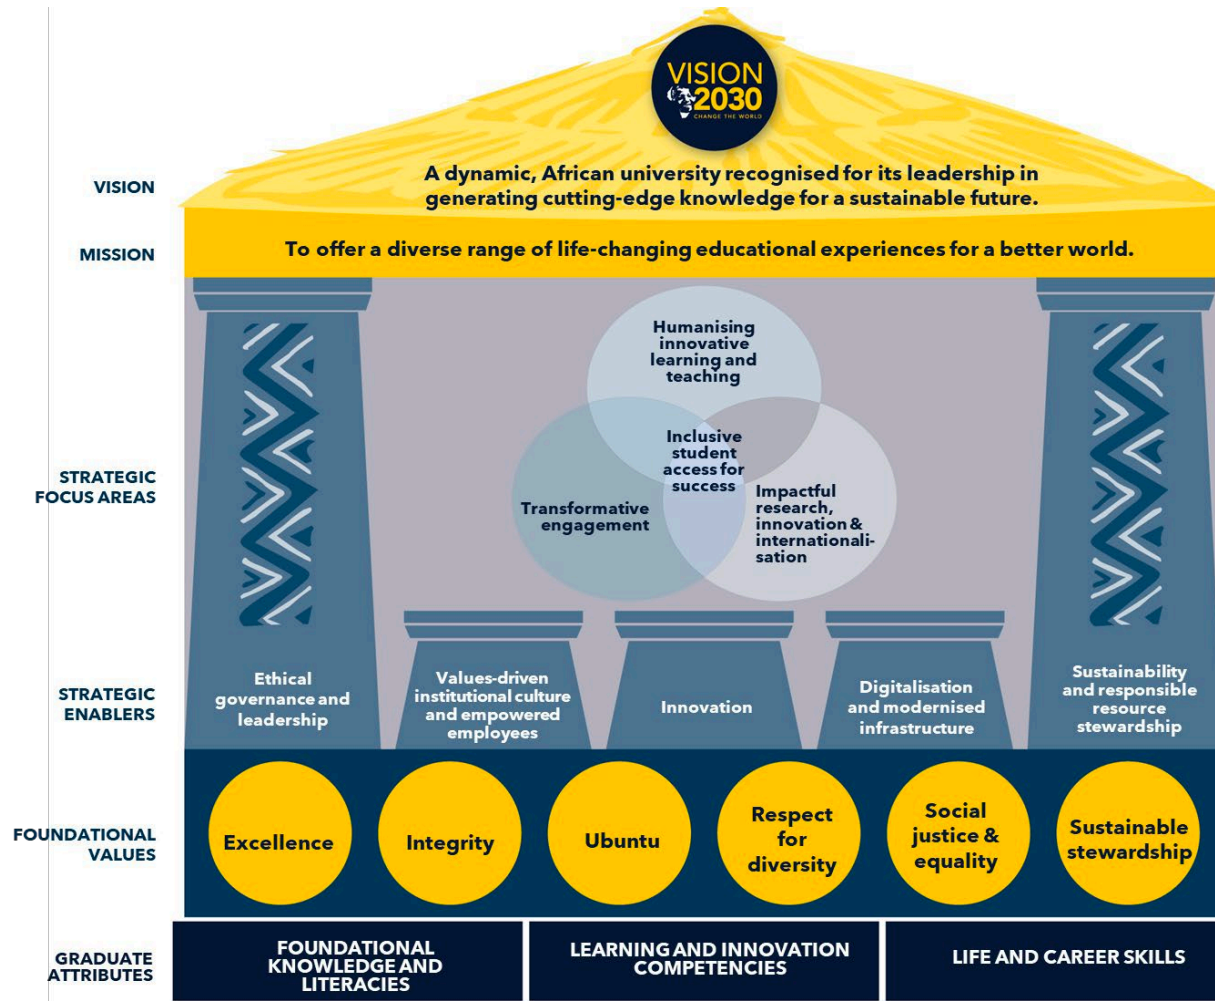 VISION
2030
CHANGE THE WORLD
VISION
A dynamic, African university recognised for its leadership in
generating cutting-edge knowledge for a sustainable future.
MISSION
To offer a diverse range of life-changing educational experiences for a better world.
STRATEGIC
FOCUS AREAS
Humanising
innovative
learning and
teaching
Inclusive
student
access for
success
Transformative
engagement
Impactful
research,
innovation &
internationali-
sation
STRATEGIC
ENABLERS
Ethical
governance and
leadership
Values-driven
institutional culture
and empowered
employees
Innovation
Digitalisation
and modernised
infrastructure
Sustainability
and responsible
resource
stewardship
FOUNDATIONAL
VALUES
Excellence
Integrity
Ubuntu
Respect
for
diversity
Social
justice &
equality
Sustainable
stewardship
GRADUATE
ATTRIBUTES
FOUNDATIONAL
KNOWLEDGE AND
LITERACIES
LEARNING AND INNOVATION
COMPETENCIES
LIFE AND CAREER SKILLS